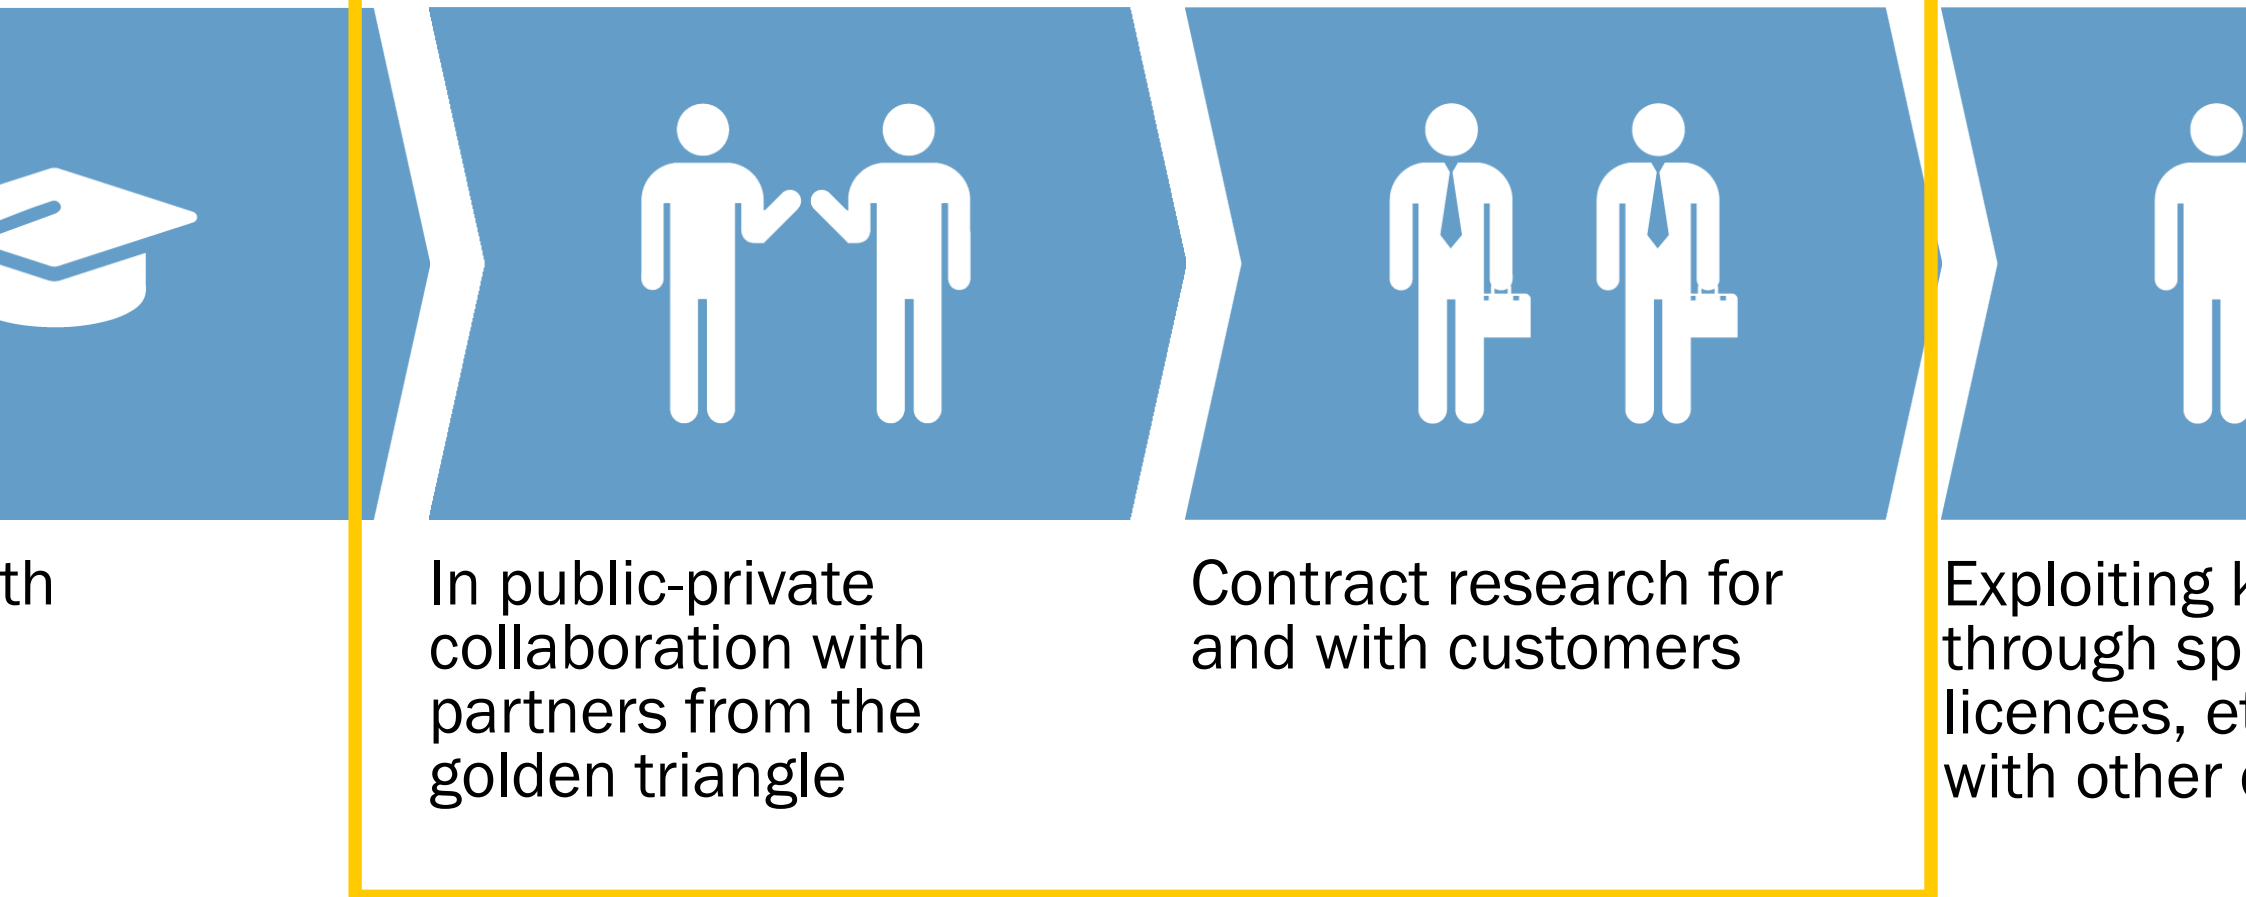 th
In public-private
collaboration with
partners from the
golden triangle
Contract research for
and with customers
Exploiting
through
licences,
with other